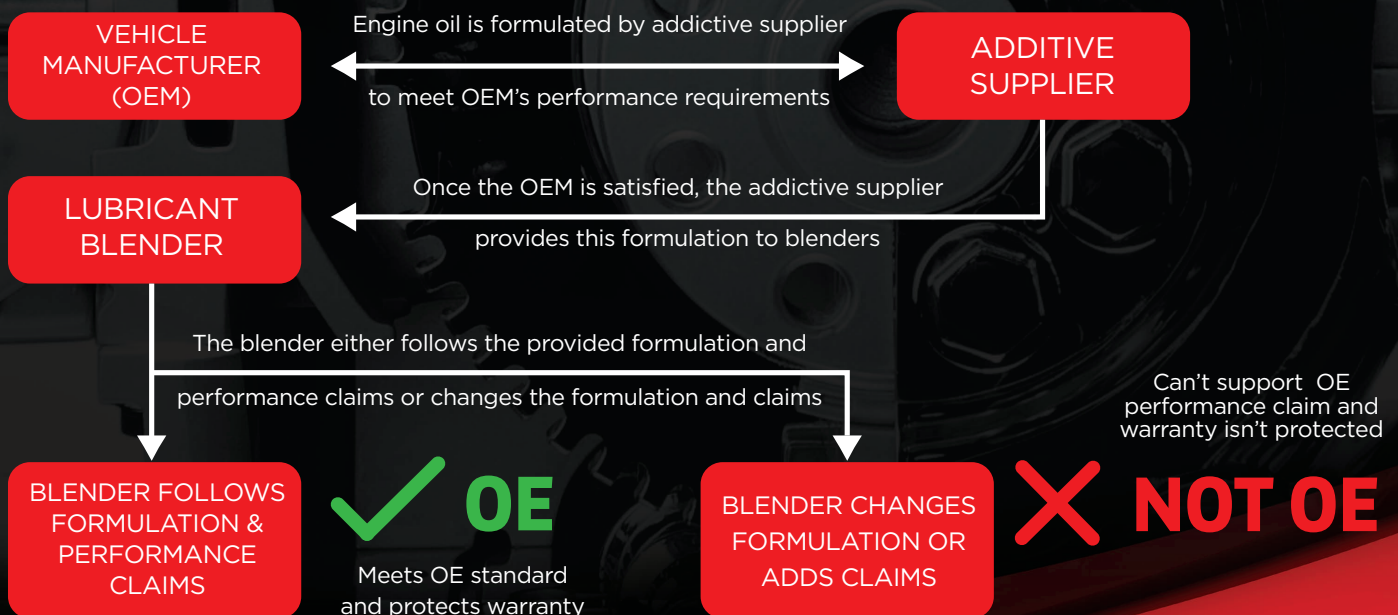 VEHICLE
MANUFACTURER
(OEM)
Engine oil is formulated by addictive supplier
to meet OEM's performance requirements
ADDITIVE
SUPPLIER
LUBRICANT
BLENDER
Once the OEM is satisfied, the addictive supplier
provides this formulation to blenders
The blender either follows the provided formulation and
performance claims or changes the formulation and claims
BLENDER FOLLOWS
FORMULATION &
PERFORMANCE
CLAIMS
OE
Meets OE standard
and protects warranty
BLENDER CHANGES
FORMULATION OR
ADDS CLAIMS
Can't support OE
performance claim and
warranty isn't protected
NOT OE